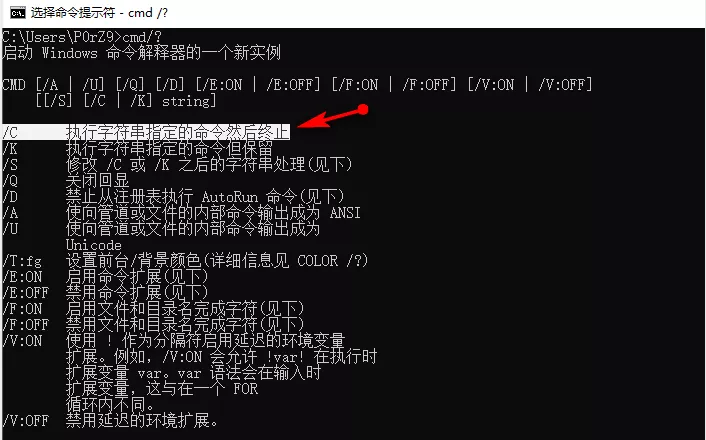 选择命令提示符 - cmd /?
C:\Users\P0rZ9>cmd/?
启动 Windows 命令解释器的一个新实例
CMD [/A | /U] [/Q] [/D] [/E:ON | /E:OFF] [/F:ON | /F:OFF] [/V:ON | /V:OFF]
[[/S] [/C | /K] string]
/C 执行字符串指定的命令然后终止
/K 执行字符串指定的命令但保留
/S 修改 /C 或 /K 之后的字符串处理(见下)
/Q 关闭回显
/D 禁止从注册表执行 AutoRun 命令(见下)
/A 使向管道或文件的内部命令输出成为 ANSI
/U 使向管道或文件的内部命令输出成为
Unicode
/T:fg 设置前台/背景颜色(详细信息见 COLOR /?)
/E:ON 启用命令扩展(见下)
/E:OFF 禁用命令扩展(见下)
/F:ON 启用文件和目录名完成字符(见下)
/F:OFF 禁用文件和目录名完成字符(见下)
/V:ON 使用 ! 作为分隔符启用延迟的环境变量
扩展。例如，/V:ON 会允许 !var! 在执行时
扩展变量 var。var 语法会在输入时
扩展变量，这与在一个 FOR
循环内不同。
/V:OFF 禁用延迟的环境扩展。